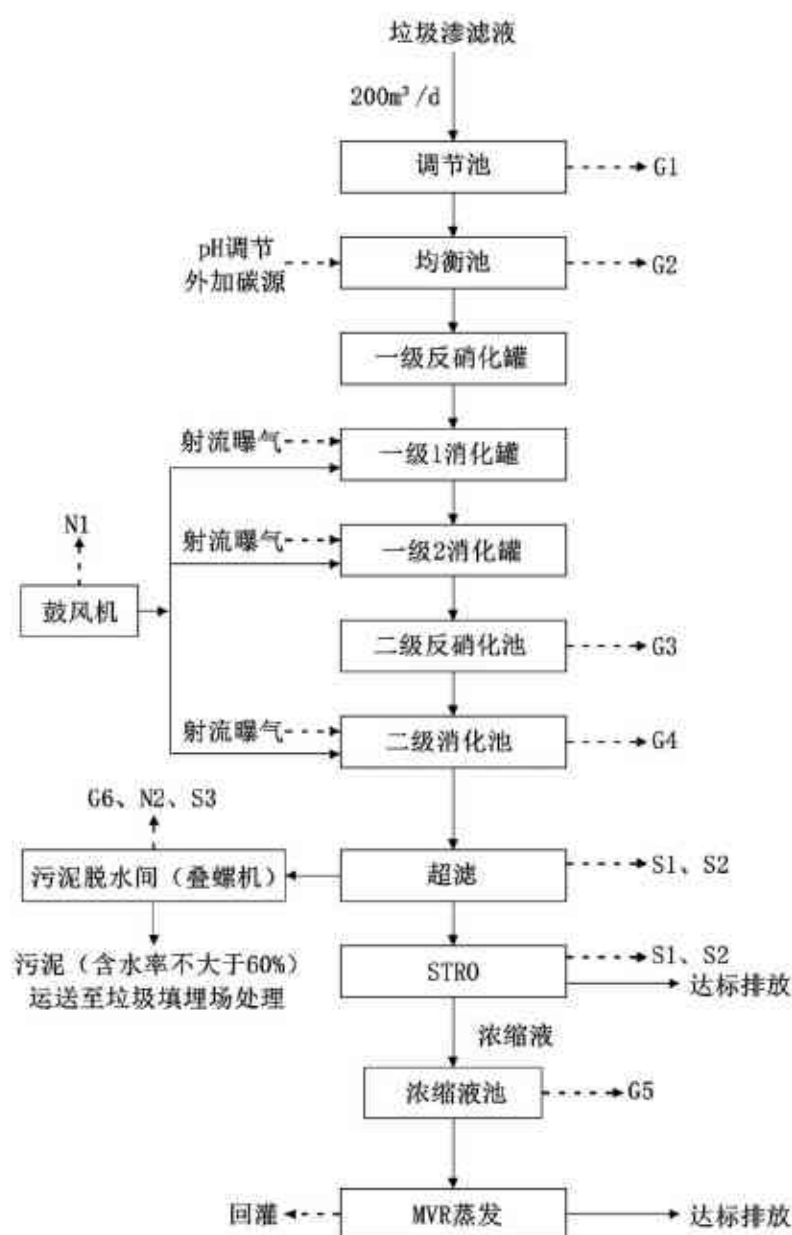 垃圾渗滤液
200m³/d
调节池
G1
pH调节
外加碳源
均衡池
G2
一级反硝化罐
射流曝气
一级1消化罐
N1
射流曝气
一级2消化罐
鼓风机
二级反硝化池
G3
射流曝气
二级消化池
G4
G6、N2、S3
污泥脱水间（叠螺机）
超滤
S1、S2
污泥（含水率不大于60%）
运送至垃圾填埋场处理
STRO
S1、S2
达标排放
浓缩液
浓缩液池
G5
回灌
MVR蒸发
达标排放